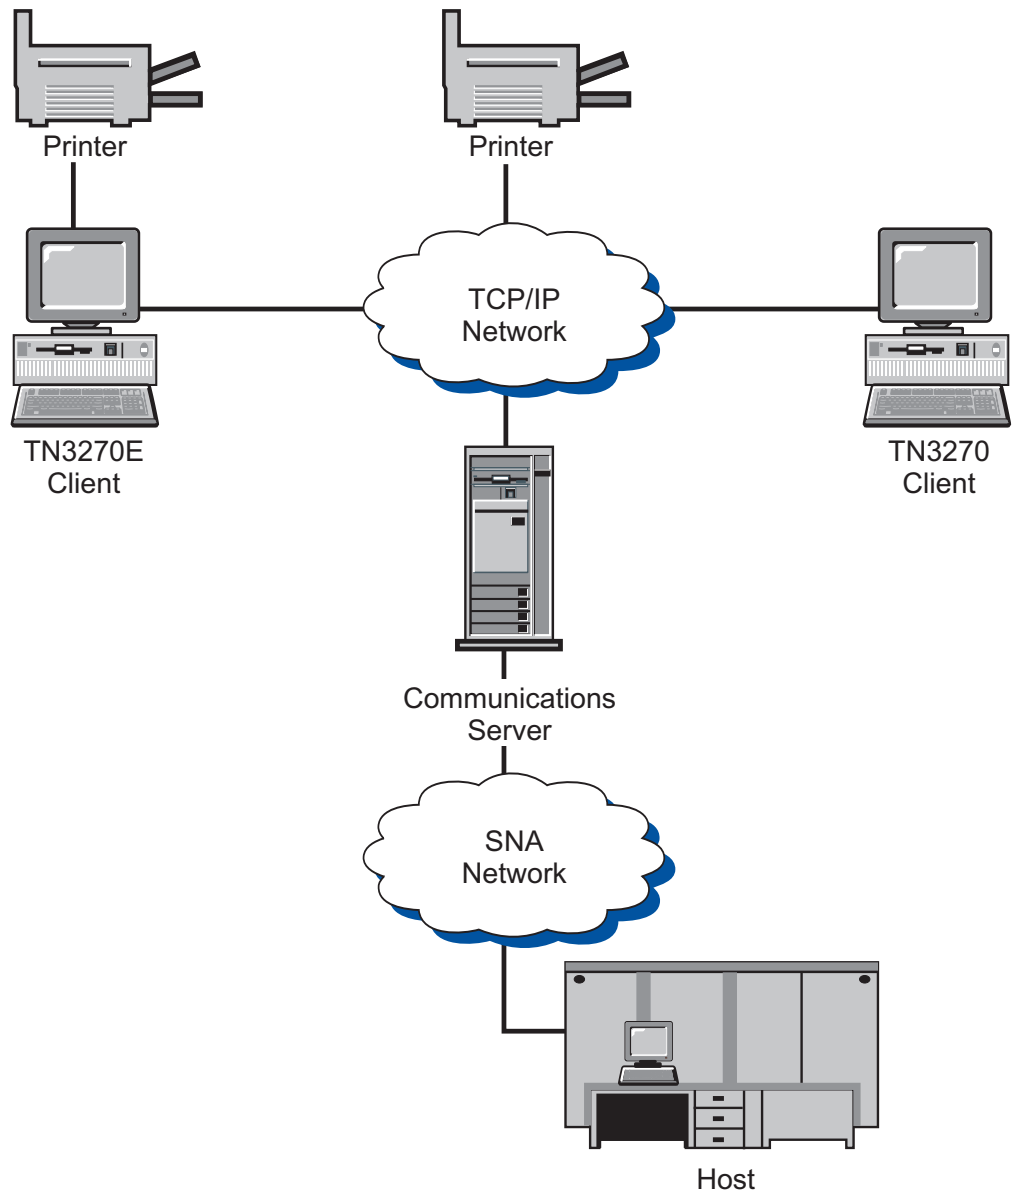 Printer
Printer
TCP/IP
Network
TN3270E
Client
TN3270
Client
Communications
Server
SNA
Network
Host